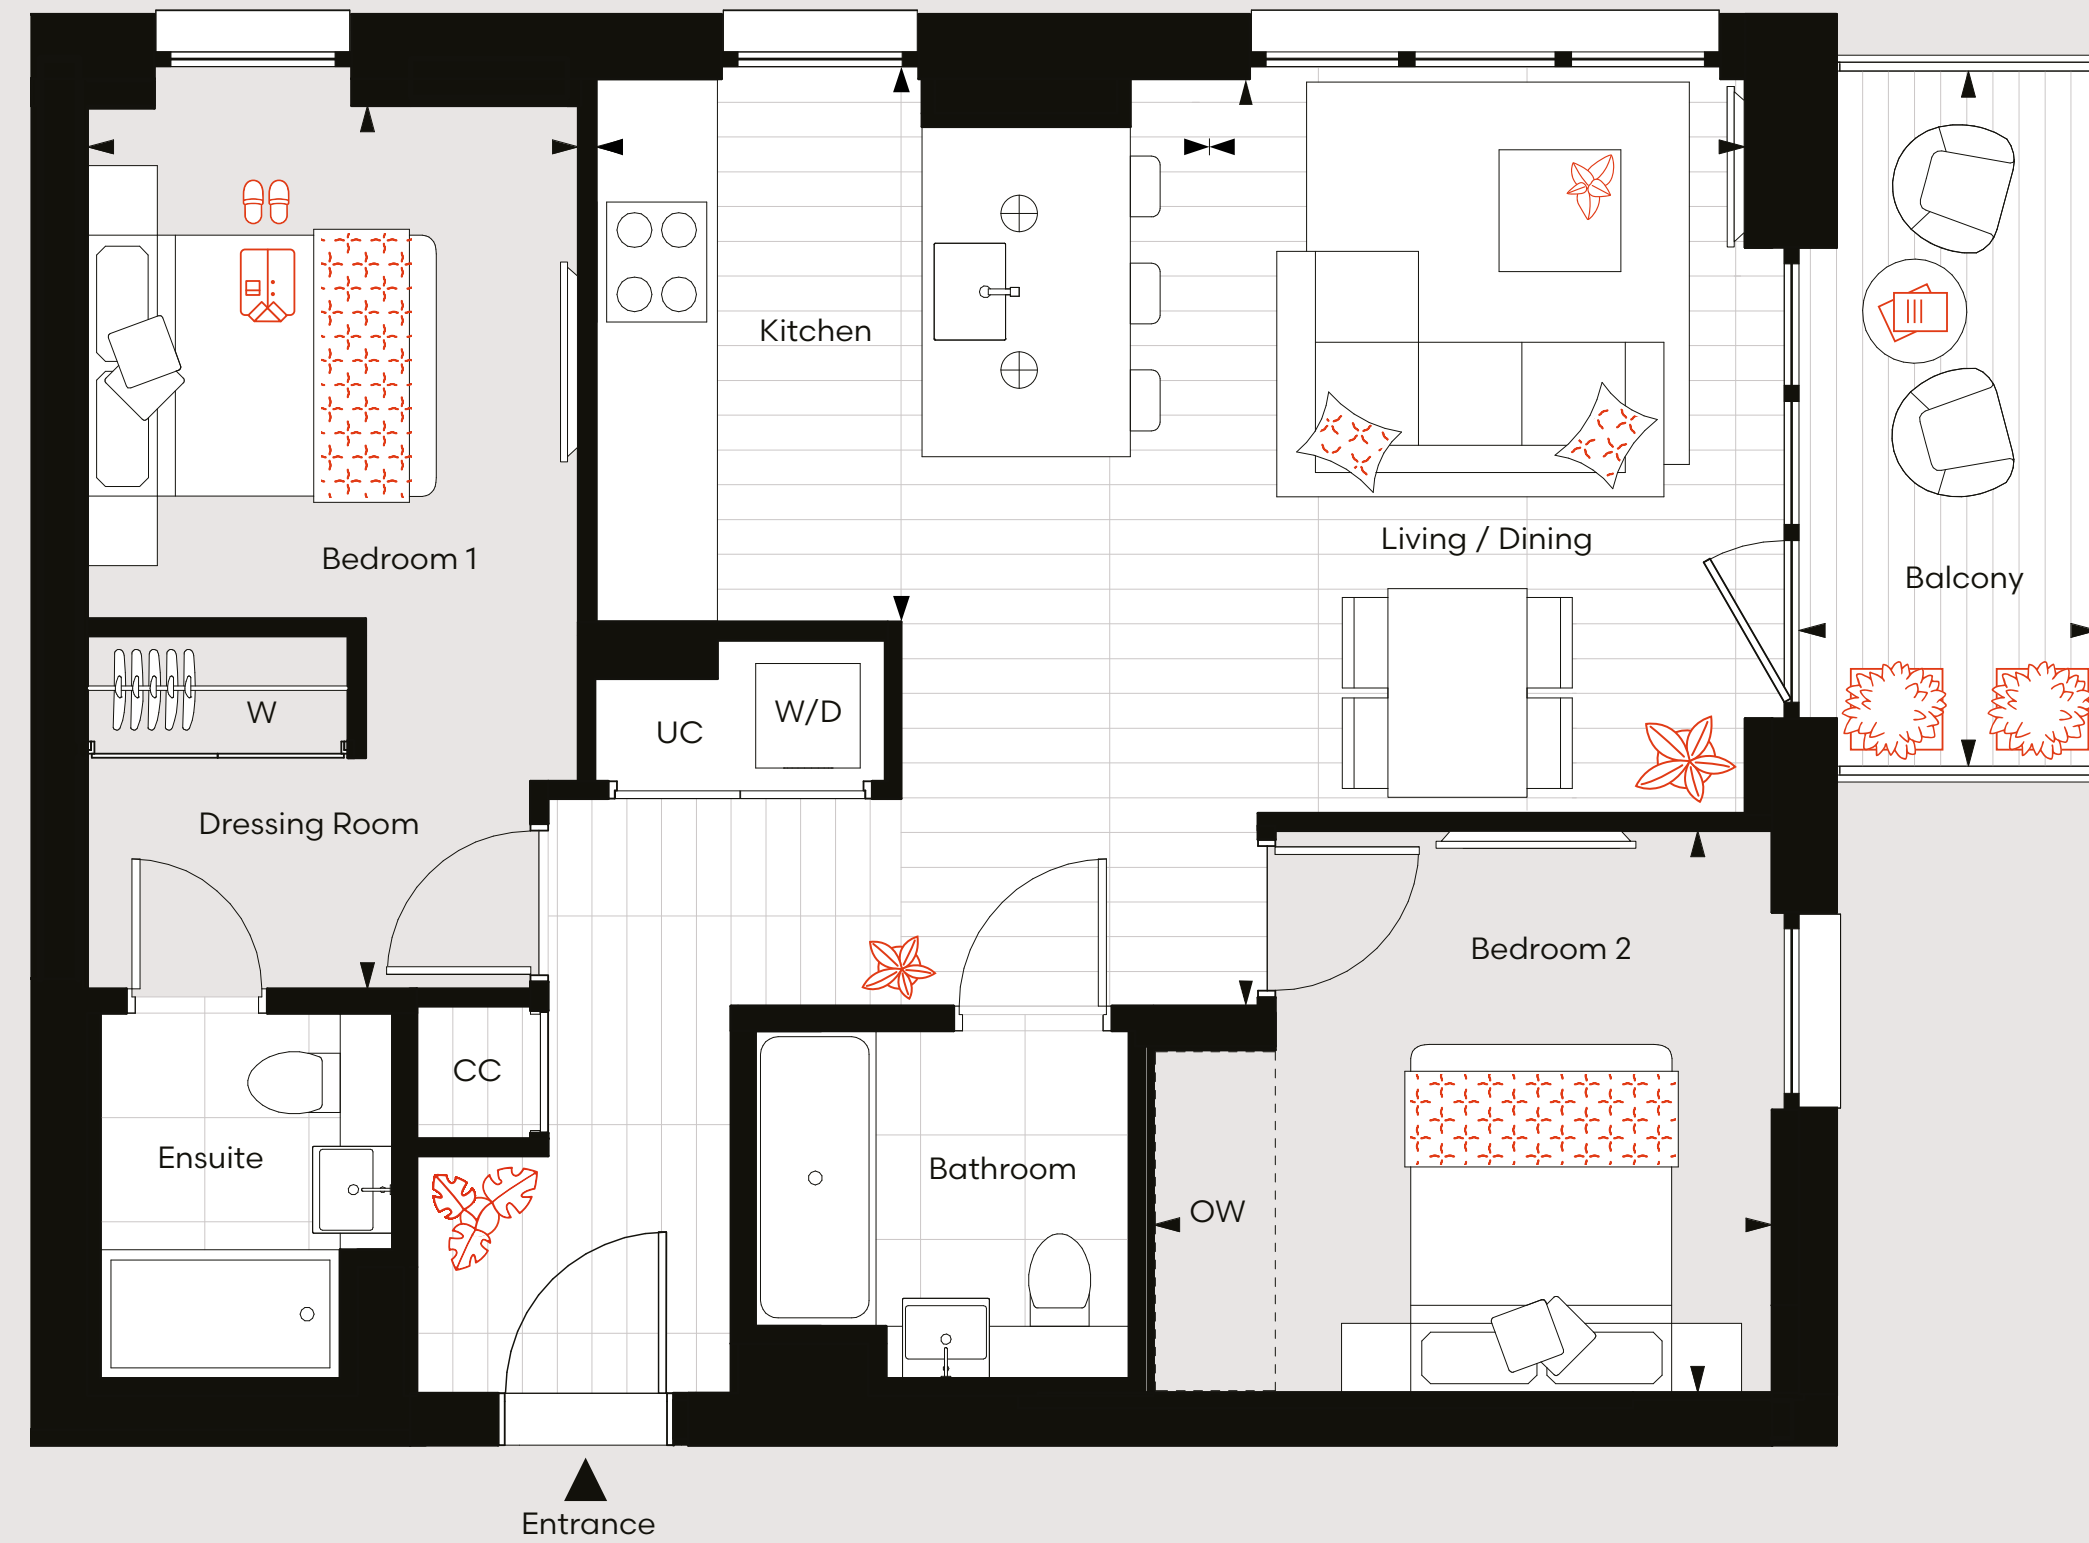 Kitchen
Living / Dining
Bedroom 1
Balcony
W
UC
W/D
Dressing Room
Bedroom 2
CC
Ensuite
Bathroom
OW
Entrance